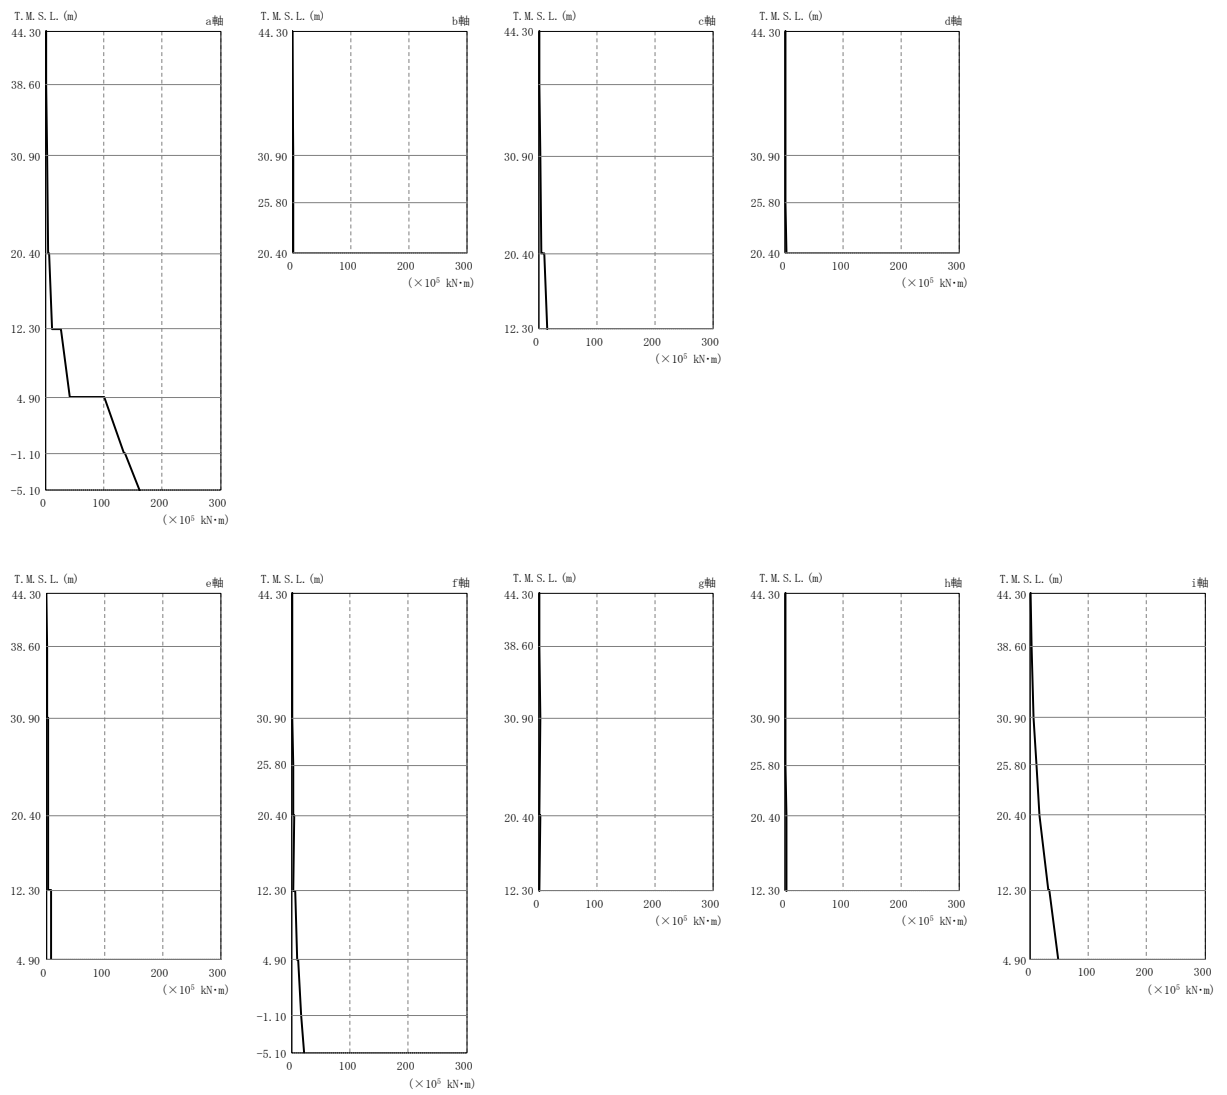 T.M.S.L.(m) a軸
44.30
38.60
30.90
20.40
12.30
4.90
-1.10
-5.10
0 100 200 300
(×10⁵ kN·m)
T.M.S.L.(m) b軸
44.30
30.90
25.80
20.40
0 100 200 300
(×10⁵ kN·m)
T.M.S.L.(m) c軸
44.30
30.90
20.40
12.30
0 100 200 300
(×10⁵ kN·m)
T.M.S.L.(m) d軸
44.30
30.90
25.80
20.40
0 100 200 300
(×10⁵ kN·m)
T.M.S.L.(m) e軸
44.30
38.60
30.90
20.40
12.30
4.90
0 100 200 300
(×10⁵ kN·m)
T.M.S.L.(m) f軸
44.30
30.90
25.80
20.40
12.30
4.90
-1.10
-5.10
0 100 200 300
(×10⁵ kN·m)
T.M.S.L.(m) g軸
44.30
38.60
30.90
20.40
12.30
0 100 200 300
(×10⁵ kN·m)
T.M.S.L.(m) h軸
44.30
30.90
25.80
20.40
12.30
0 100 200 300
(×10⁵ kN·m)
T.M.S.L.(m) i軸
44.30
38.60
30.90
25.80
20.40
12.30
4.90
0 100 200 300
(×10⁵ kN·m)